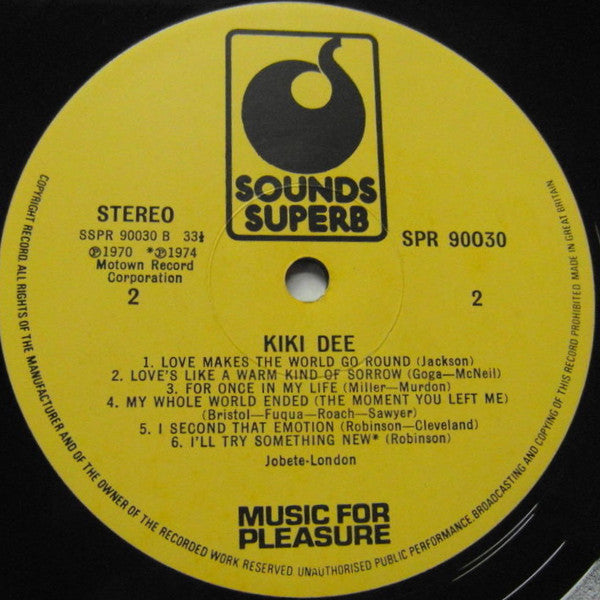 SOUNDS
SUPERB
STEREO
SSPR 90030 B 33⅓
Ⓟ1970 *Ⓟ1974
Motown Record
Corporation
2
SPR 90030
2
KIKI DEE
1. LOVE MAKES THE WORLD GO ROUND (Jackson)
2. LOVE'S LIKE A WARM KIND OF SORROW (Goga—McNeil)
3. FOR ONCE IN MY LIFE (Miller—Murdon)
4. MY WHOLE WORLD ENDED (THE MOMENT YOU LEFT ME)
(Bristol—Fuqua—Roach—Sawyer)
5. I SECOND THAT EMOTION (Robinson—Cleveland)
6. I'LL TRY SOMETHING NEW* (Robinson)
Jobete-London
MUSIC FOR
PLEASURE
COPYRIGHT RECORD. ALL RIGHTS OF THE MANUFACTURER AND OF THE OWNER OF THE RECORDED WORK RESERVED. UNAUTHORISED PUBLIC PERFORMANCE, BROADCASTING AND COPYING OF THIS RECORD PROHIBITED MADE IN GREAT BRITAIN